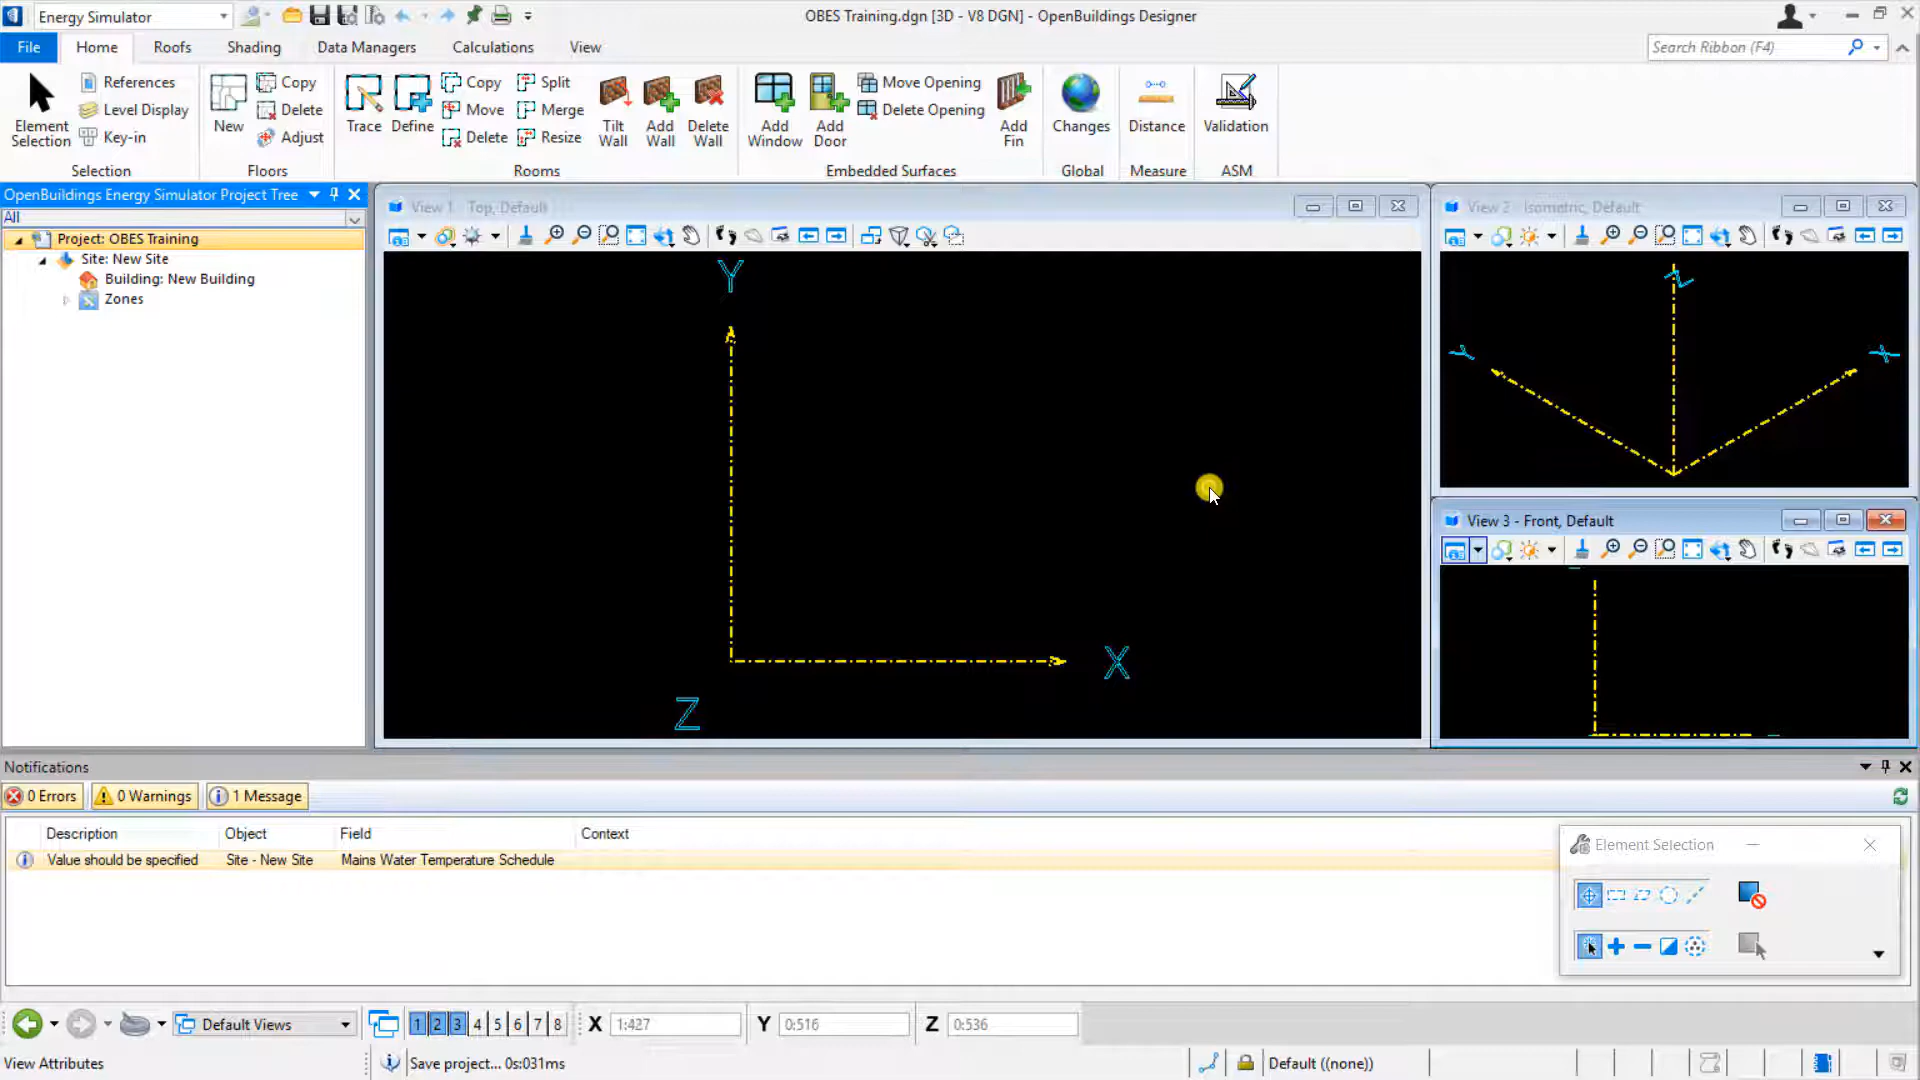 Energy Simulator
OBES Training.dgn [3D - V8 DGN] - OpenBuildings Designer
File Home Roofs Shading Data Managers Calculations View
Search Ribbon (F4)
Element Selection
References
Level Display
Key-in
Selection
New
Copy
Delete
Adjust
Floors
Trace
Define
Copy
Move
Delete
Split
Merge
Resize
Tilt Wall
Add Wall
Delete Wall
Rooms
Add Window
Add Door
Move Opening
Delete Opening
Add Fin
Embedded Surfaces
Changes
Global
Distance
Measure
Validation
ASM
OpenBuildings Energy Simulator Project Tree
All
Project: OBES Training
Site: New Site
Building: New Building
Zones
View 1 Top, Default
Y
X
Z
View 2 - Isometric, Default
Z
Y
X
View 3 - Front, Default
Notifications
0 Errors 0 Warnings 1 Message
Description Object Field Context
Value should be specified Site - New Site Mains Water Temperature Schedule
Element Selection
Default Views 1 2 3 4 5 6 7 8 X 1:427 Y 0:516 Z 0:536
View Attributes Save project... 0s:031ms Default ((none))